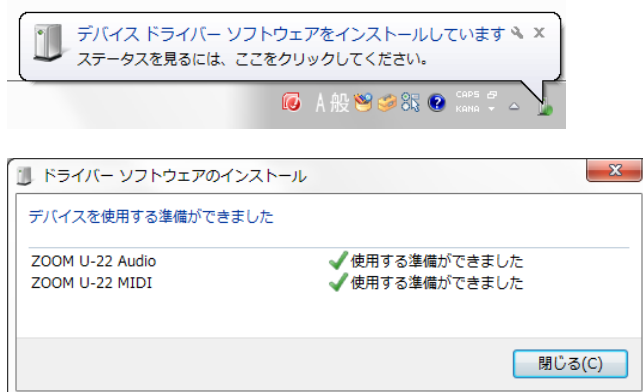 デバイス ドライバー ソフトウェアをインストールしています
ステータスを見るには、ここをクリックしてください。
A 般 CAPS
KANA
ドライバー ソフトウェアのインストール
デバイスを使用する準備ができました
ZOOM U-22 Audio 使用する準備ができました
ZOOM U-22 MIDI 使用する準備ができました
閉じる(C)